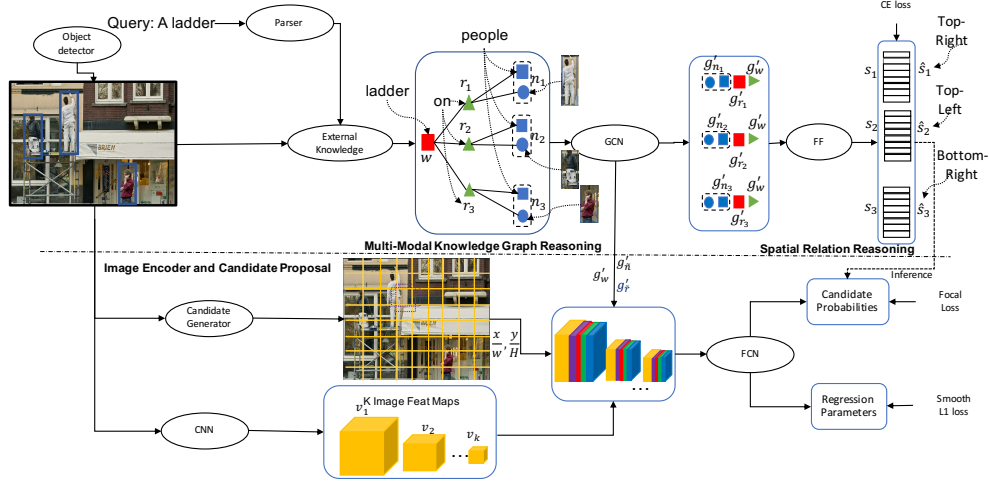 Query: A ladder
Parser
Object
detector
External
Knowledge
ladder
people
on
w
r₁
r₂
r₃
n₁
n₂
n₃
GCN
g′n₁
g′r₁
g′w
g′n₂
g′r₂
g′w
g′n₃
g′r₃
g′w
FF
CE loss
s₁
s₂
s₃
ŝ₁
ŝ₂
ŝ₃
Top-
Right
Top-
Left
Bottom-
Right
Multi-Modal Knowledge Graph Reasoning
Spatial Relation Reasoning
Image Encoder and Candidate Proposal
Candidate
Generator
x/w, y/H
g′w
g′n̂
g′r̂
...
FCN
Inference
Candidate
Probabilities
Focal
Loss
Regression
Parameters
Smooth
L1 loss
CNN
K Image Feat Maps
v₁
v₂
...
vₖ